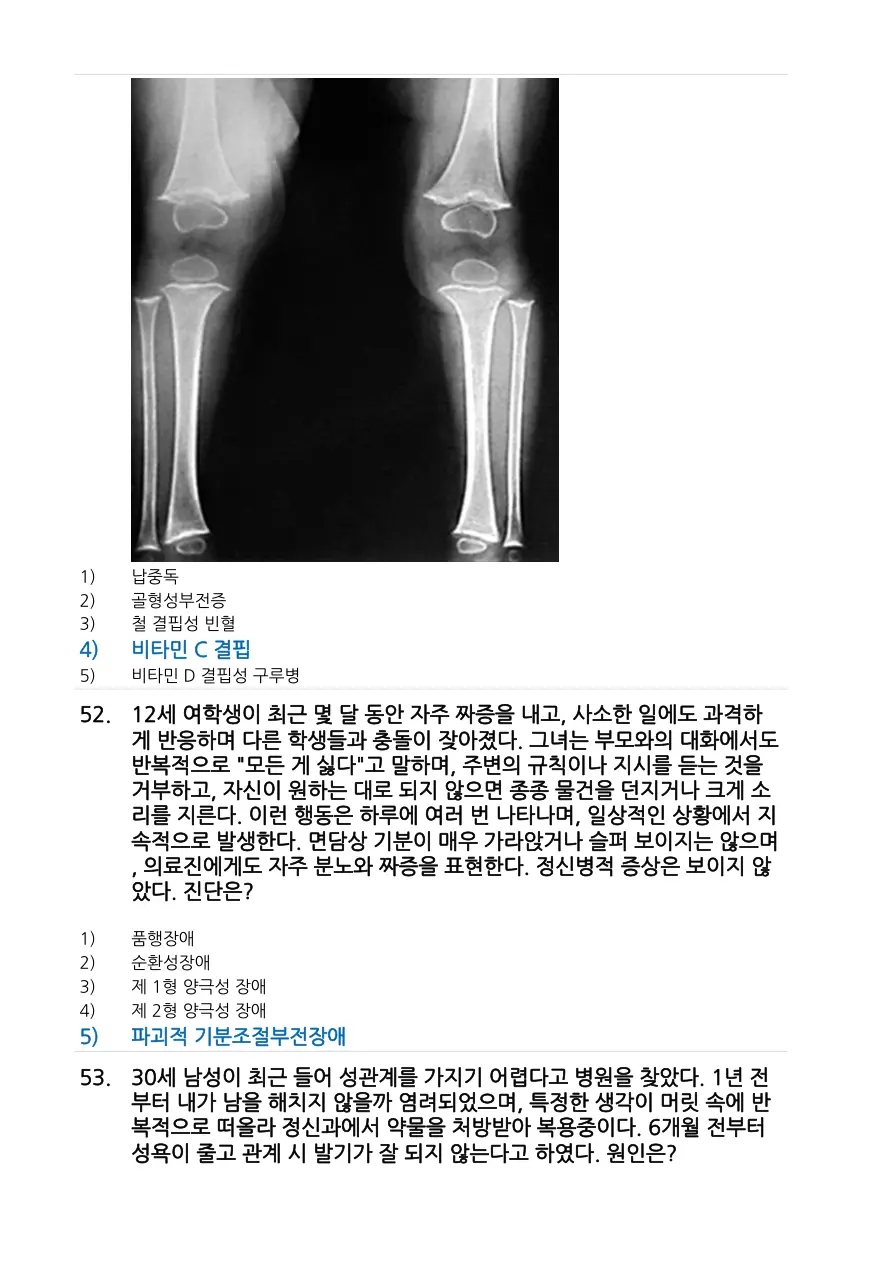 1) 납중독
2) 골형성부전증
3) 철 결핍성 빈혈
4) 비타민 C 결핍
5) 비타민 D 결핍성 구루병
52. 12세 여학생이 최근 몇 달 동안 자주 짜증을 내고, 사소한 일에도 과격하
게 반응하며 다른 학생들과 충돌이 잦아졌다. 그녀는 부모와의 대화에서도
반복적으로 "모든 게 싫다"고 말하며, 주변의 규칙이나 지시를 듣는 것을
거부하고, 자신이 원하는 대로 되지 않으면 종종 물건을 던지거나 크게 소
리를 지른다. 이런 행동은 하루에 여러 번 나타나며, 일상적인 상황에서 지
속적으로 발생한다. 면담상 기분이 매우 가라앉거나 슬퍼 보이지는 않으며
, 의료진에게도 자주 분노와 짜증을 표현한다. 정신병적 증상은 보이지 않
았다. 진단은?
1) 품행장애
2) 순환성장애
3) 제 1형 양극성 장애
4) 제 2형 양극성 장애
5) 파괴적 기분조절부전장애
53. 30세 남성이 최근 들어 성관계를 가지기 어렵다고 병원을 찾았다. 1년 전
부터 내가 남을 해치지 않을까 염려되었으며, 특정한 생각이 머릿 속에 반
복적으로 떠올라 정신과에서 약물을 처방받아 복용중이다. 6개월 전부터
성욕이 줄고 관계 시 발기가 잘 되지 않는다고 하였다. 원인은?